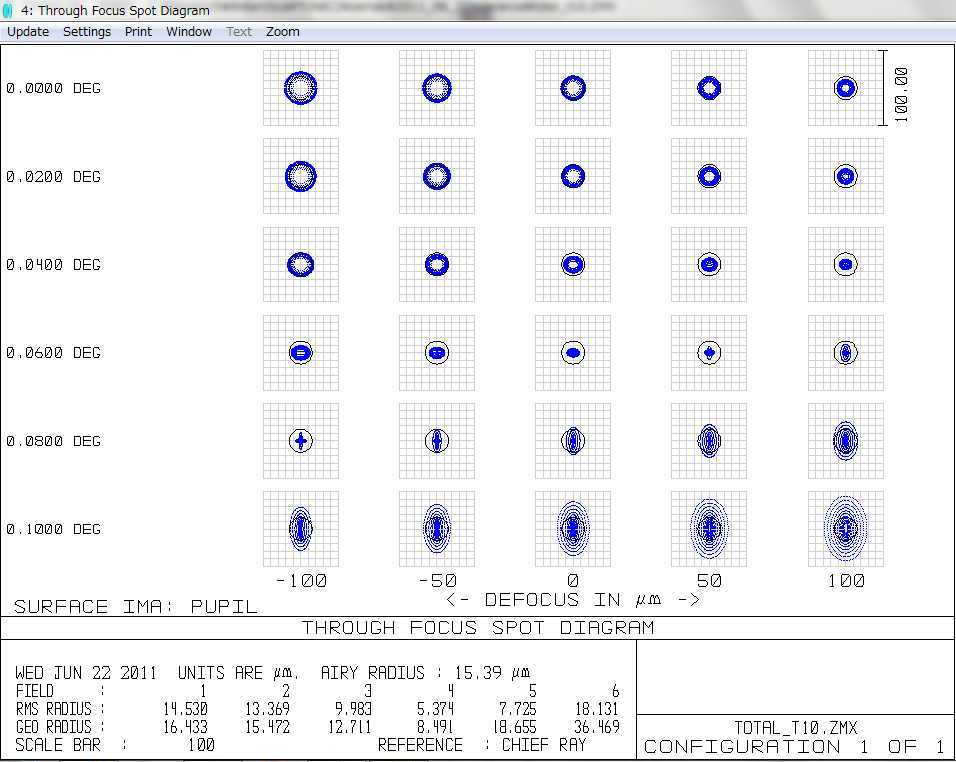 4: Through Focus Spot Diagram
Update Settings Print Window Text Zoom
0.0000 DEG
100.00
0.0200 DEG
0.0400 DEG
0.0600 DEG
0.0800 DEG
0.1000 DEG
-100 -50 0 50 100
<- DEFOCUS IN µm ->
SURFACE IMA: PUPIL
THROUGH FOCUS SPOT DIAGRAM
WED JUN 22 2011 UNITS ARE µm. AIRY RADIUS : 15.39 µm
FIELD : 1 2 3 4 5 6
RMS RADIUS : 14.530 13.369 9.983 5.374 7.725 18.131
GEO RADIUS : 16.433 15.472 12.711 8.491 18.655 36.469
SCALE BAR : 100 REFERENCE : CHIEF RAY
TOTAL_T10.ZMX
CONFIGURATION 1 OF 1